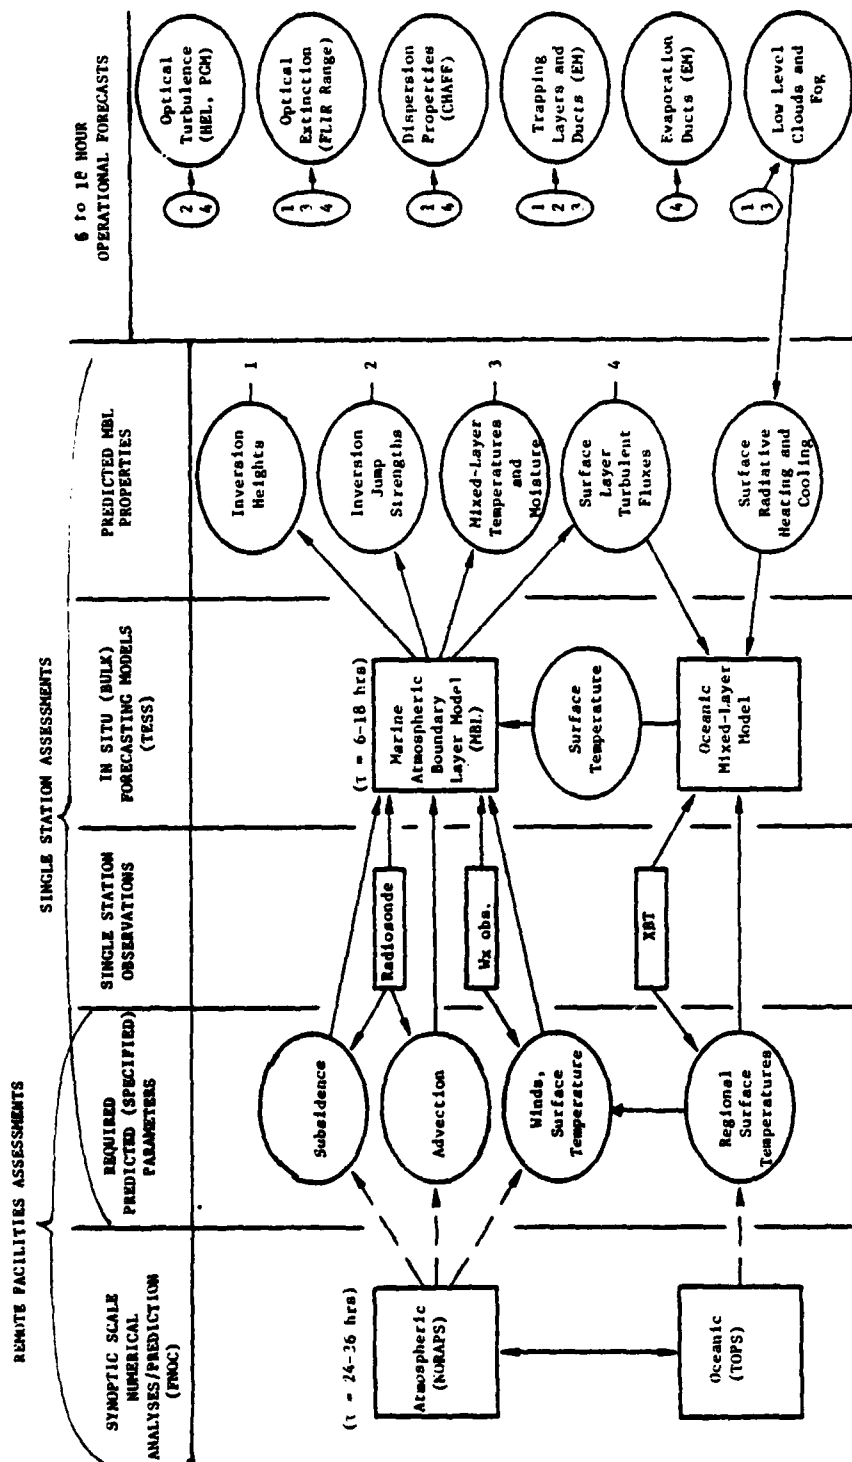 REMOTE FACILITIES ASSESSMENTS
SINGLE STATION ASSESSMENTS
SYNOPTIC SCALE
NUMERICAL
ANALYSES/PREDICTION
(FNOC)
REQUIRED
PREDICTED (SPECIFIED)
PARAMETERS
SINGLE STATION
OBSERVATIONS
IN SITU (BULK)
FORECASTING MODELS
(TESS)
PREDICTED MBL
PROPERTIES
6 to 18 HOUR
OPERATIONAL FORECASTS
(τ = 24-36 hrs)
Atmospheric
(NORAPS)
Oceanic
(TOPS)
Subsidence
Advection
Winds,
Surface
Temperature
Regional
Surface
Temperatures
Radiosonde
Wx obs.
XBT
(τ = 6-18 hrs)
Marine
Atmospheric
Boundary
Layer Model
(MBL)
Surface
Temperature
Oceanic
Mixed-Layer
Model
Inversion
Heights
1
Inversion
Jump
Strengths
2
Mixed-Layer
Temperatures
and
Moisture
3
Surface
Layer
Turbulent
Fluxes
4
Surface
Radiative
Heating and
Cooling
2
4
Optical
Turbulence
(HEL, PGM)
1
3
4
Optical
Extinction
(FLIR Range)
1
4
Dispersion
Properties
(CHAFF)
1
2
3
Trapping
Layers and
Ducts (EM)
4
Evaporation
Ducts (EM)
1
3
Low Level
Clouds and
Fog